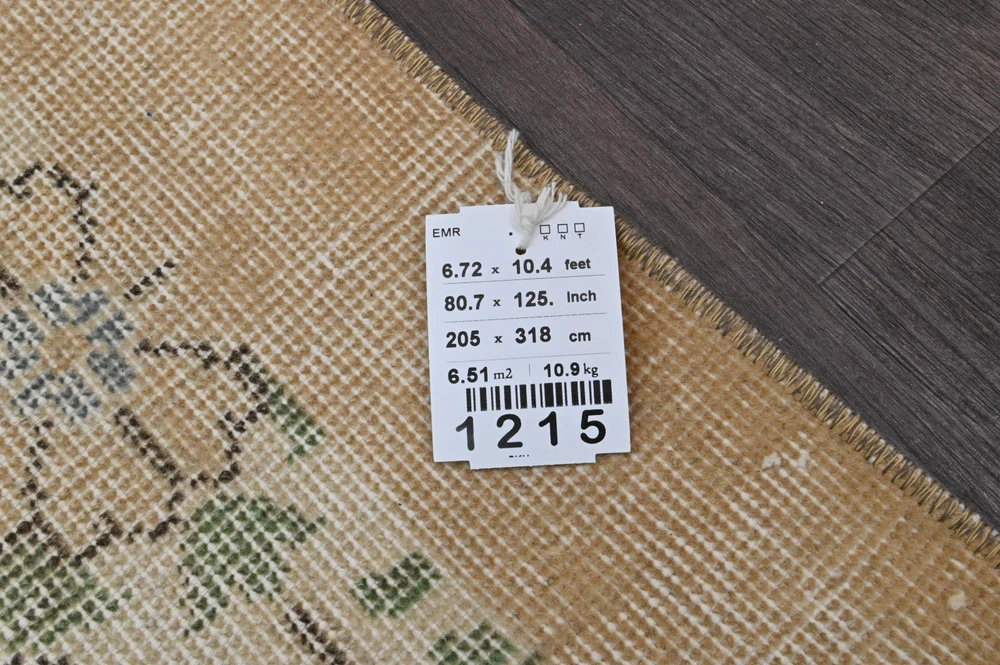 EMR
K N T
6.72 x 10.4 feet
80.7 x 125. Inch
205 x 318 cm
6.51 m2 | 10.9 kg
1215